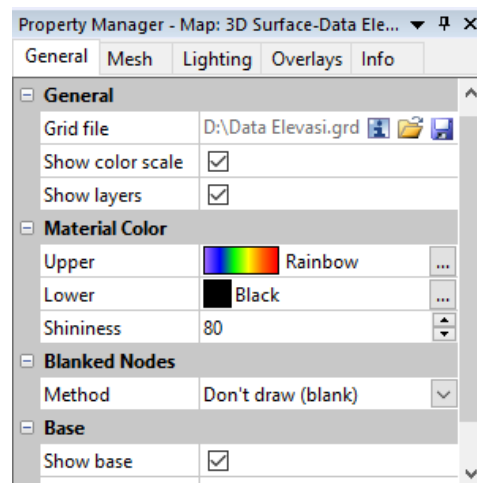 Property Manager - Map: 3D Surface-Data Ele...
General Mesh Lighting Overlays Info
General
Grid file D:\Data Elevasi.grd
Show color scale
Show layers
Material Color
Upper Rainbow ...
Lower Black ...
Shininess 80
Blanked Nodes
Method Don't draw (blank)
Base
Show base